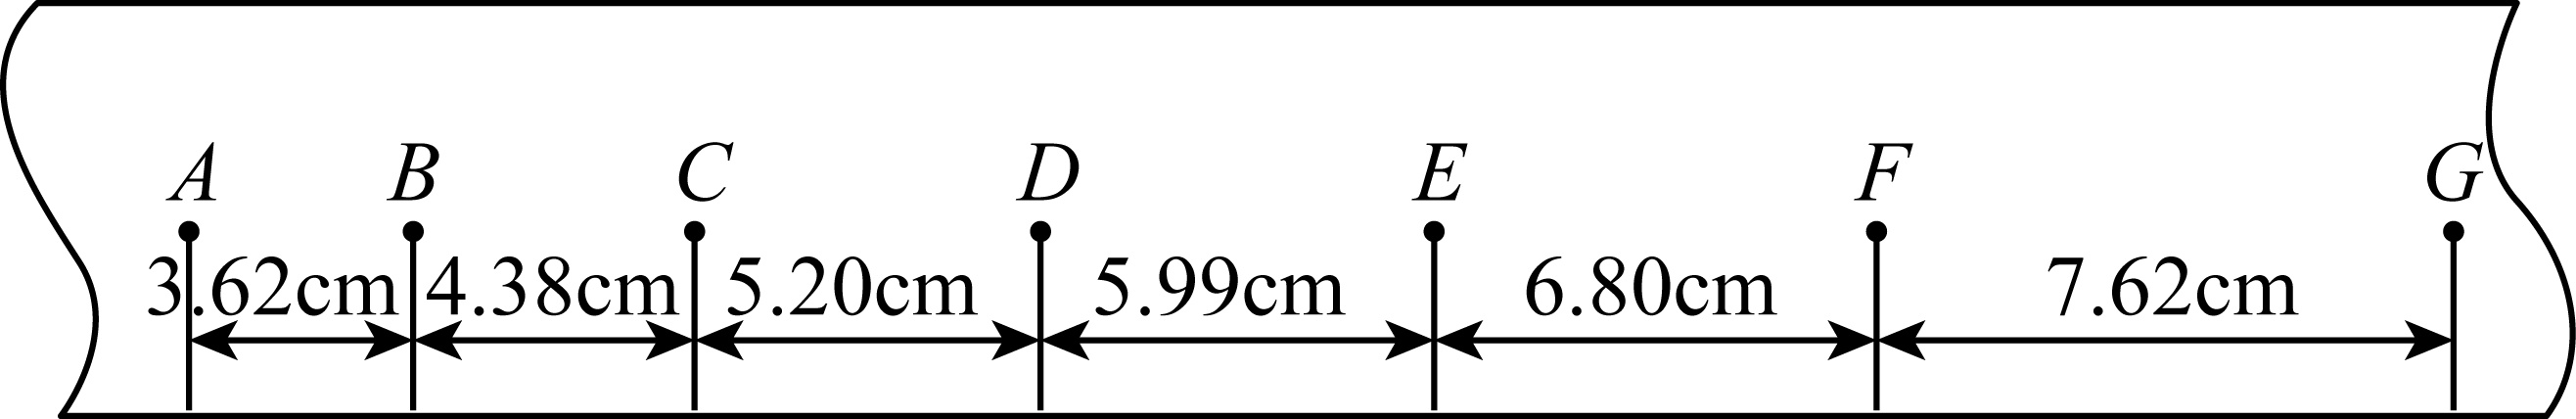 A B C D E F G
3.62cm 4.38cm 5.20cm 5.99cm 6.80cm 7.62cm